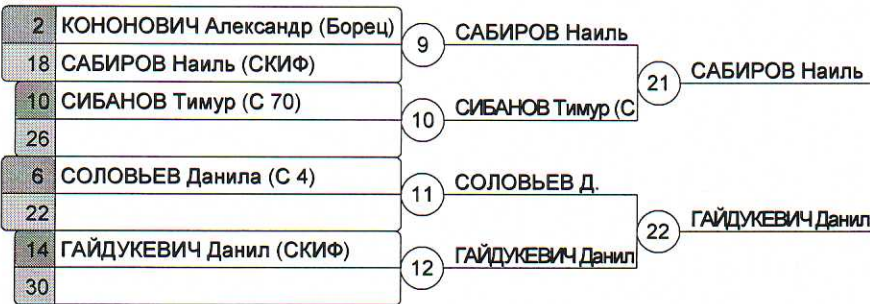 2 КОНОНОВИЧ Александр (Борец)
18 САБИРОВ Наиль (СКИФ)
9 САБИРОВ Наиль
10 СИБАНОВ Тимур (С 70)
26
10 СИБАНОВ Тимур (С
21 САБИРОВ Наиль
6 СОЛОВЬЕВ Данила (С 4)
22
11 СОЛОВЬЕВ Д.
14 ГАЙДУКЕВИЧ Данил (СКИФ)
30
12 ГАЙДУКЕВИЧ Данил
22 ГАЙДУКЕВИЧ Данил